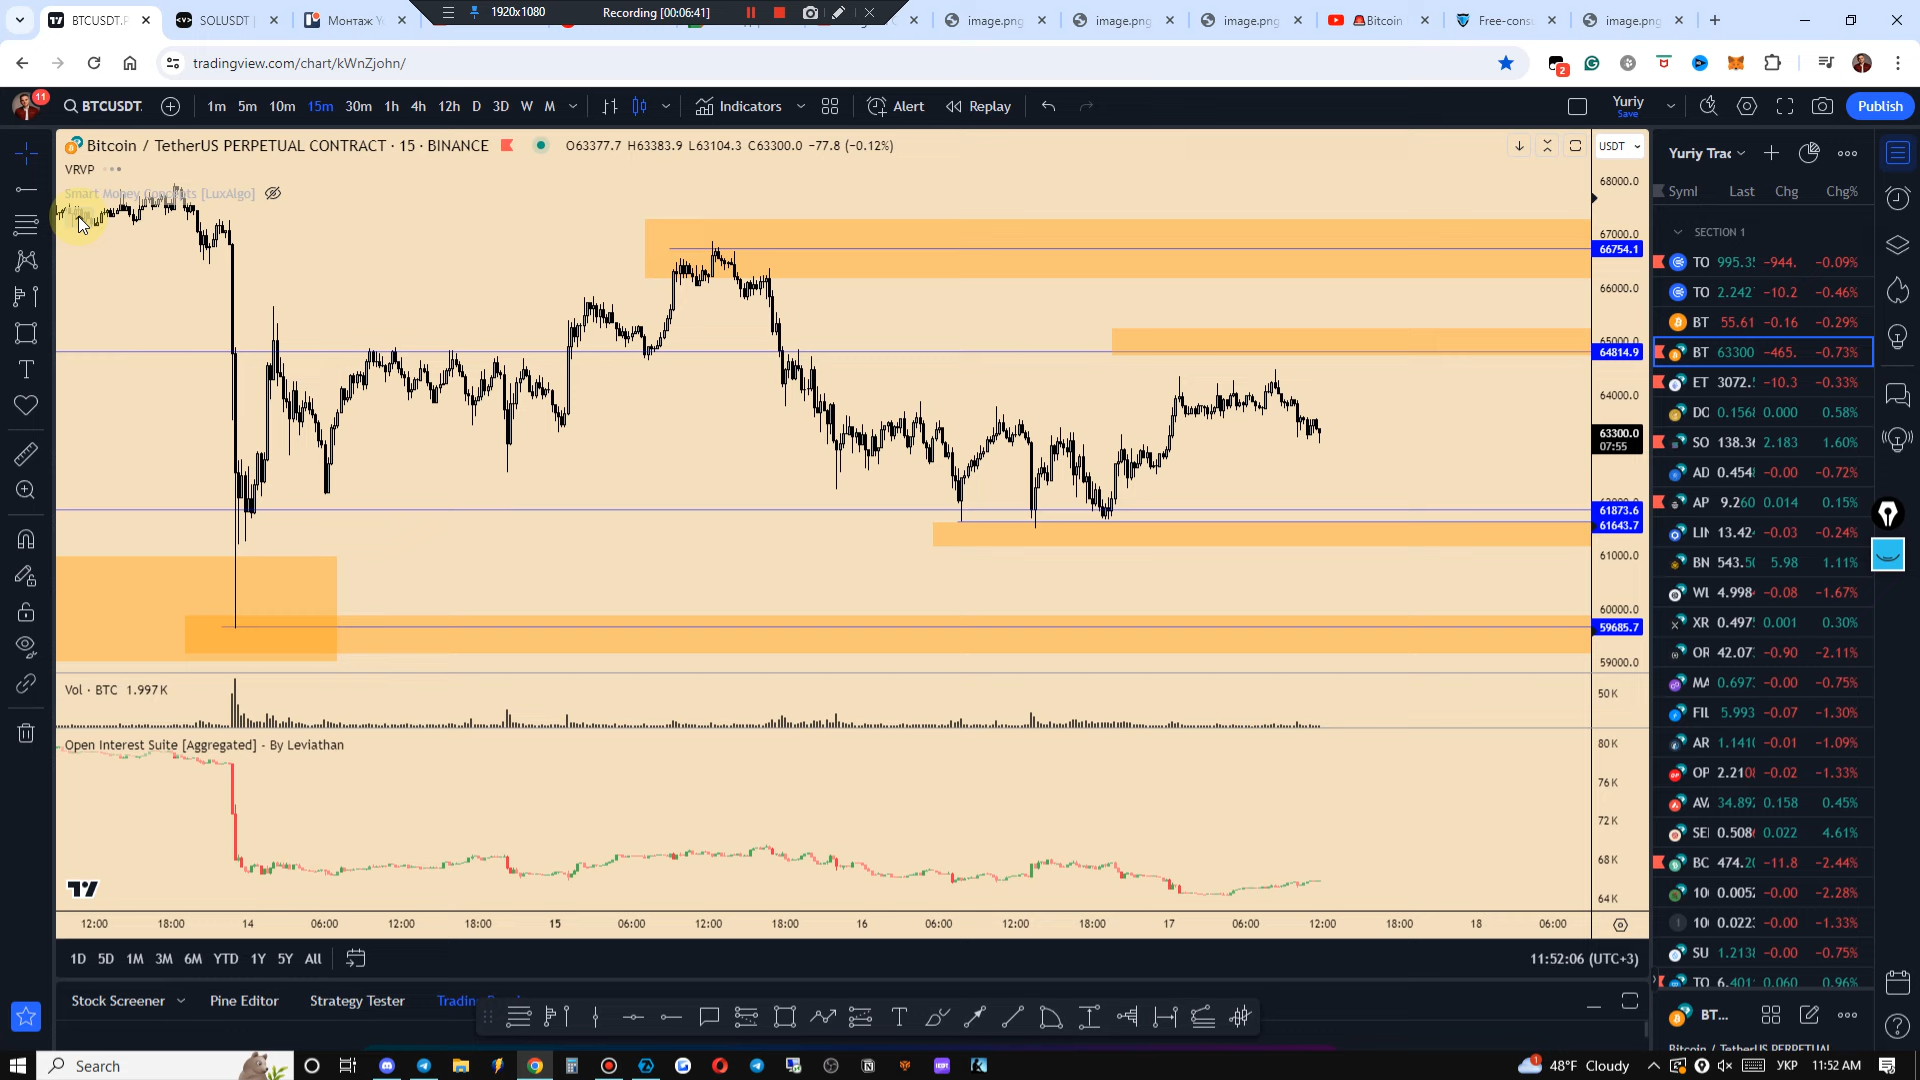 BTCUSDT.P
SOLUSDT
Монтаж Y
1920x1080
Recording [00:06:41]
image.png
image.png
image.png
Bitcoin
Free-cons
image.png
tradingview.com/chart/kWnZjohn/
2
11
BTCUSDT.
1m 5m 10m 15m 30m 1h 4h 12h D 3D W M
Indicators
Alert
Replay
Yuriy
Save
Publish
Bitcoin / TetherUS PERPETUAL CONTRACT · 15 · BINANCE
O63377.7 H63383.9 L63104.3 C63300.0 −77.8 (−0.12%)
VRVP
Smart Money Concepts [LuxAlgo]
USDT
68000.0
67000.0
66754.1
66000.0
65000.0
64814.9
64000.0
63300.0
07:55
62000.0
61873.6
61643.7
61000.0
60000.0
59685.7
59000.0
Vol · BTC 1.997K
50K
Open Interest Suite [Aggregated] - By Leviathan
80K
76K
72K
68K
64K
12:00 18:00 14 06:00 12:00 18:00 15 06:00 12:00 18:00 16 06:00 12:00 18:00 17 06:00 12:00 18:00 18 06:00
1D 5D 1M 3M 6M YTD 1Y 5Y All
11:52:06 (UTC+3)
Stock Screener
Pine Editor
Strategy Tester
Yuriy Trac
Symbl Last Chg Chg%
SECTION 1
TO 995.3 −944. −0.09%
TO 2.242 −10.2 −0.46%
BT 55.61 −0.16 −0.29%
BT 63300 −465. −0.73%
ET 3072. −10.3 −0.33%
DO 0.156 0.000 0.58%
SO 138.3 2.183 1.60%
AD 0.454 −0.00 −0.72%
AP 9.260 0.014 0.15%
LIN 13.42 −0.03 −0.24%
BN 543.5 5.98 1.11%
WL 4.998 −0.08 −1.67%
XR 0.497 0.001 0.30%
OR 42.07 −0.90 −2.11%
MA 0.697 −0.00 −0.75%
FIL 5.993 −0.07 −1.30%
AR 1.141 −0.01 −1.09%
OP 2.210 −0.02 −1.33%
AV 34.89 0.158 0.45%
SEI 0.508 0.022 4.61%
BC 474.2 −11.8 −2.44%
10 0.005 −0.00 −2.28%
10 0.022 −0.00 −1.33%
SU 1.213 −0.00 −0.75%
TO 6.401 0.060 0.96%
BT...
Bitcoin / TetherUS PERPETUAL
Search
48°F Cloudy
УКР
11:52 AM